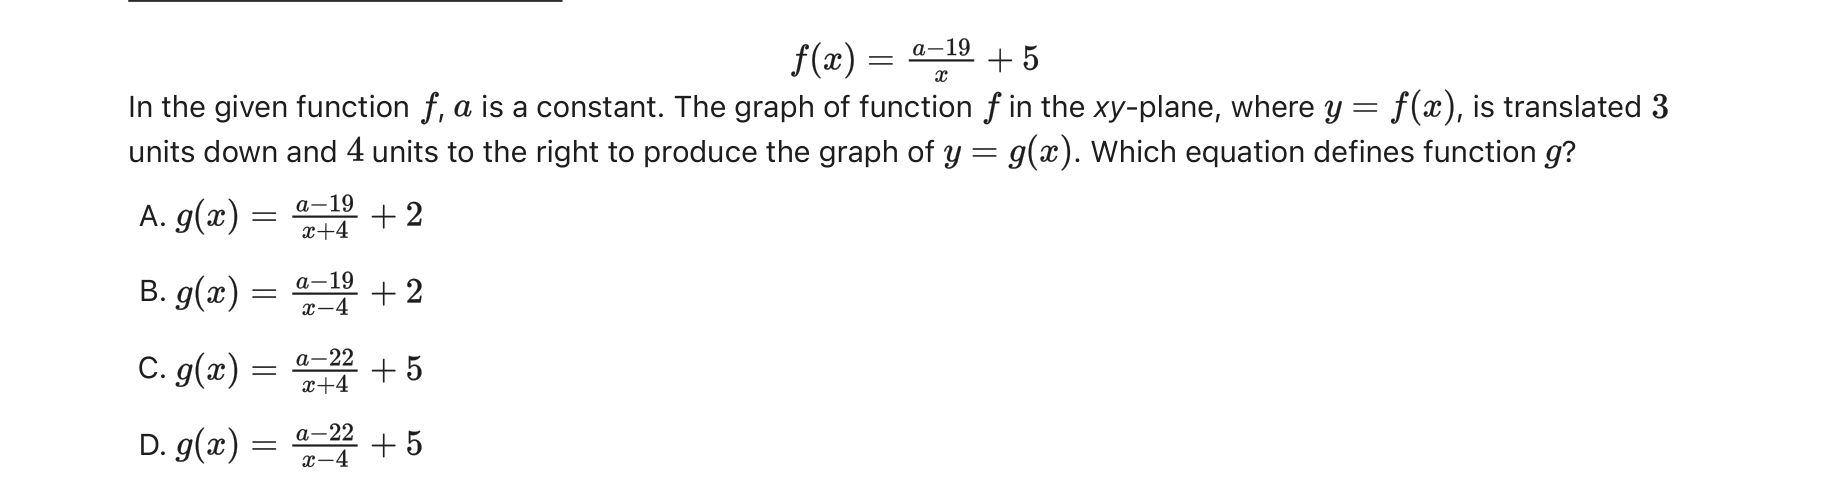 f(x) = \frac{a-19}{x} + 5
In the given function f, a is a constant. The graph of function f in the xy-plane, where y = f(x), is translated 3
units down and 4 units to the right to produce the graph of y = g(x). Which equation defines function g?
A. g(x) = \frac{a-19}{x+4} + 2
B. g(x) = \frac{a-19}{x-4} + 2
C. g(x) = \frac{a-22}{x+4} + 5
D. g(x) = \frac{a-22}{x-4} + 5